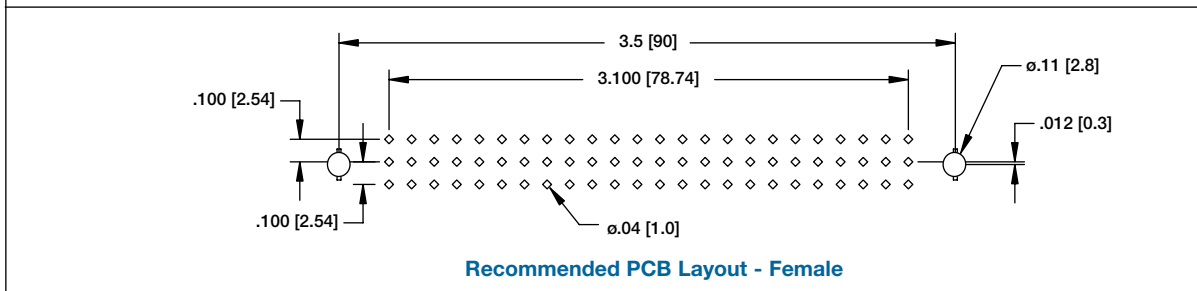 3.5 [90]
ø.11 [2.8]
3.100 [78.74]
.100 [2.54]
.012 [0.3]
.100 [2.54]
ø.04 [1.0]
Recommended PCB Layout - Female